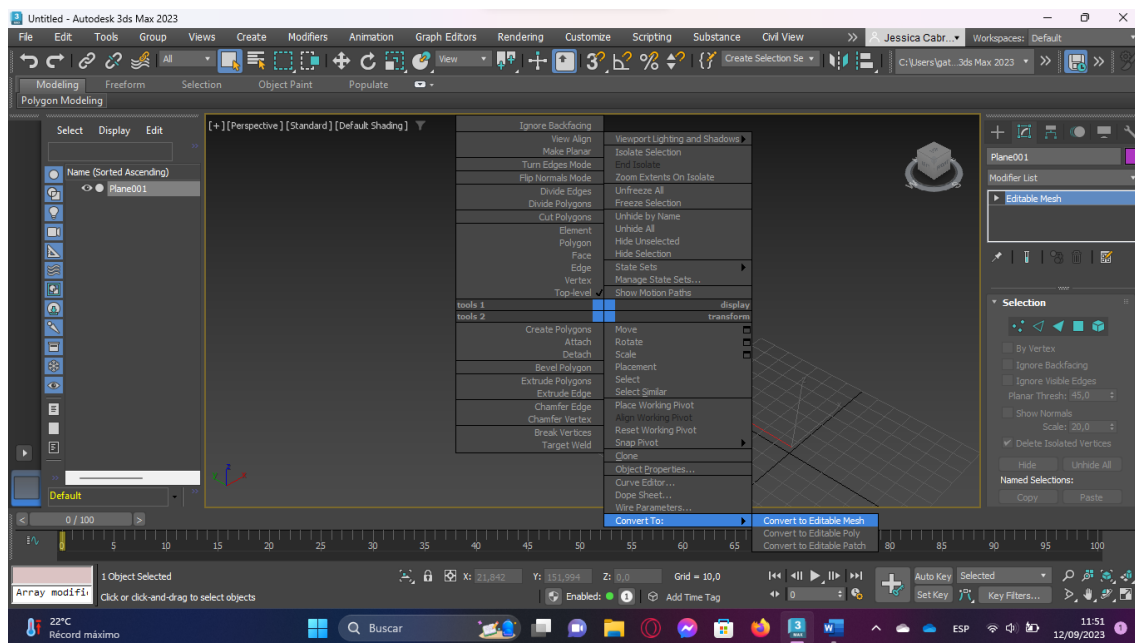 Untitled - Autodesk 3ds Max 2023
File Edit Tools Group Views Create Modifiers Animation Graph Editors Rendering Customize Scripting Substance Civil View Jessica Cabr... Workspaces: Default
All View Create Selection Se C:\Users\gat...3ds Max 2023
Modeling Freeform Selection Object Paint Populate
Polygon Modeling
Select Display Edit
Name (Sorted Ascending)
Plane001
Default
[+] [Perspective] [Standard] [Default Shading]
Ignore Backfacing
View Align
Make Planar
Turn Edges Mode
Flip Normals Mode
Divide Edges
Divide Polygons
Cut Polygons
Element
Polygon
Face
Edge
Vertex
Top-level
tools 1
tools 2
Create Polygons
Attach
Detach
Bevel Polygon
Extrude Polygons
Extrude Edge
Chamfer Edge
Chamfer Vertex
Break Vertices
Target Weld
Viewport Lighting and Shadows
Isolate Selection
End Isolate
Zoom Extents On Isolate
Unfreeze All
Freeze Selection
Unhide by Name
Unhide All
Hide Unselected
Hide Selection
State Sets
Manage State Sets...
Show Motion Paths
display
transform
Move
Rotate
Scale
Placement
Select
Select Similar
Place Working Pivot
Align Working Pivot
Reset Working Pivot
Snap Pivot
Clone
Object Properties...
Curve Editor...
Dope Sheet...
Wire Parameters...
Convert To:
Convert to Editable Mesh
Convert to Editable Poly
Convert to Editable Patch
Plane001
Modifier List
Editable Mesh
Selection
By Vertex
Ignore Backfacing
Ignore Visible Edges
Planar Thresh: 45,0
Show Normals
Scale: 20,0
Delete Isolated Vertices
Hide Unhide All
Named Selections:
Copy Paste
0 / 100
0 5 10 15 20 25 30 35 40 45 50 55 60 65 80 85 90 95 100
1 Object Selected X: 21,842 Y: 151,994 Z: 0,0 Grid = 10,0 Auto Key Selected
Array modifi Click or click-and-drag to select objects Enabled: 1 Add Time Tag 0 Set Key Key Filters...
22°C
Récord máximo
Buscar
ESP
11:51
12/09/2023
1